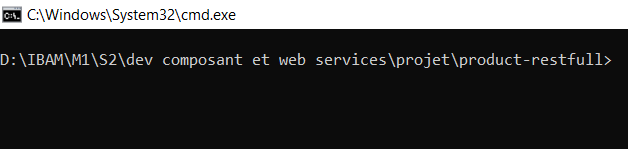 C:\Windows\System32\cmd.exe
D:\IBAM\M1\S2\dev composant et web services\projet\product-restfull>